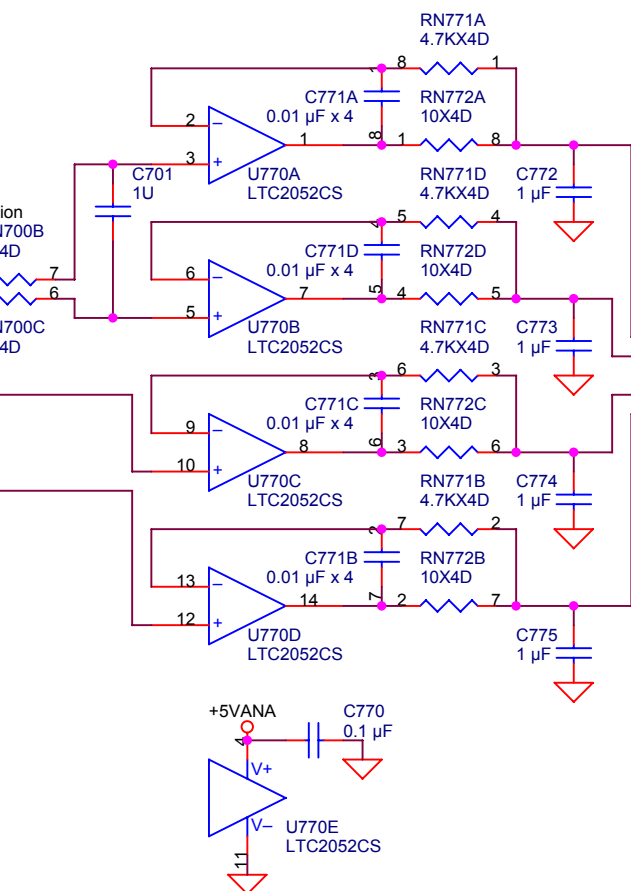 RN771A
4.7KX4D
8
1
1
C771A
0.01 µF x 4
RN772A
10X4D
2
−
1
8
1
8
3
+
C701
1U
U770A
LTC2052CS
RN771D
4.7KX4D
C772
1 µF
ion
N700B
4D
4
5
4
C771D
0.01 µF x 4
RN772D
10X4D
7
6
−
7
5
4
5
6
5
+
N700C
4D
U770B
LTC2052CS
RN771C
4.7KX4D
C773
1 µF
3
6
3
C771C
0.01 µF x 4
RN772C
10X4D
9
−
8
6
3
6
10
+
U770C
LTC2052CS
RN771B
4.7KX4D
C774
1 µF
2
7
2
C771B
0.01 µF x 4
RN772B
10X4D
13
−
14
7
2
7
12
+
U770D
LTC2052CS
C775
1 µF
+5VANA
C770
0.1 µF
4
V+
V−
U770E
LTC2052CS
11